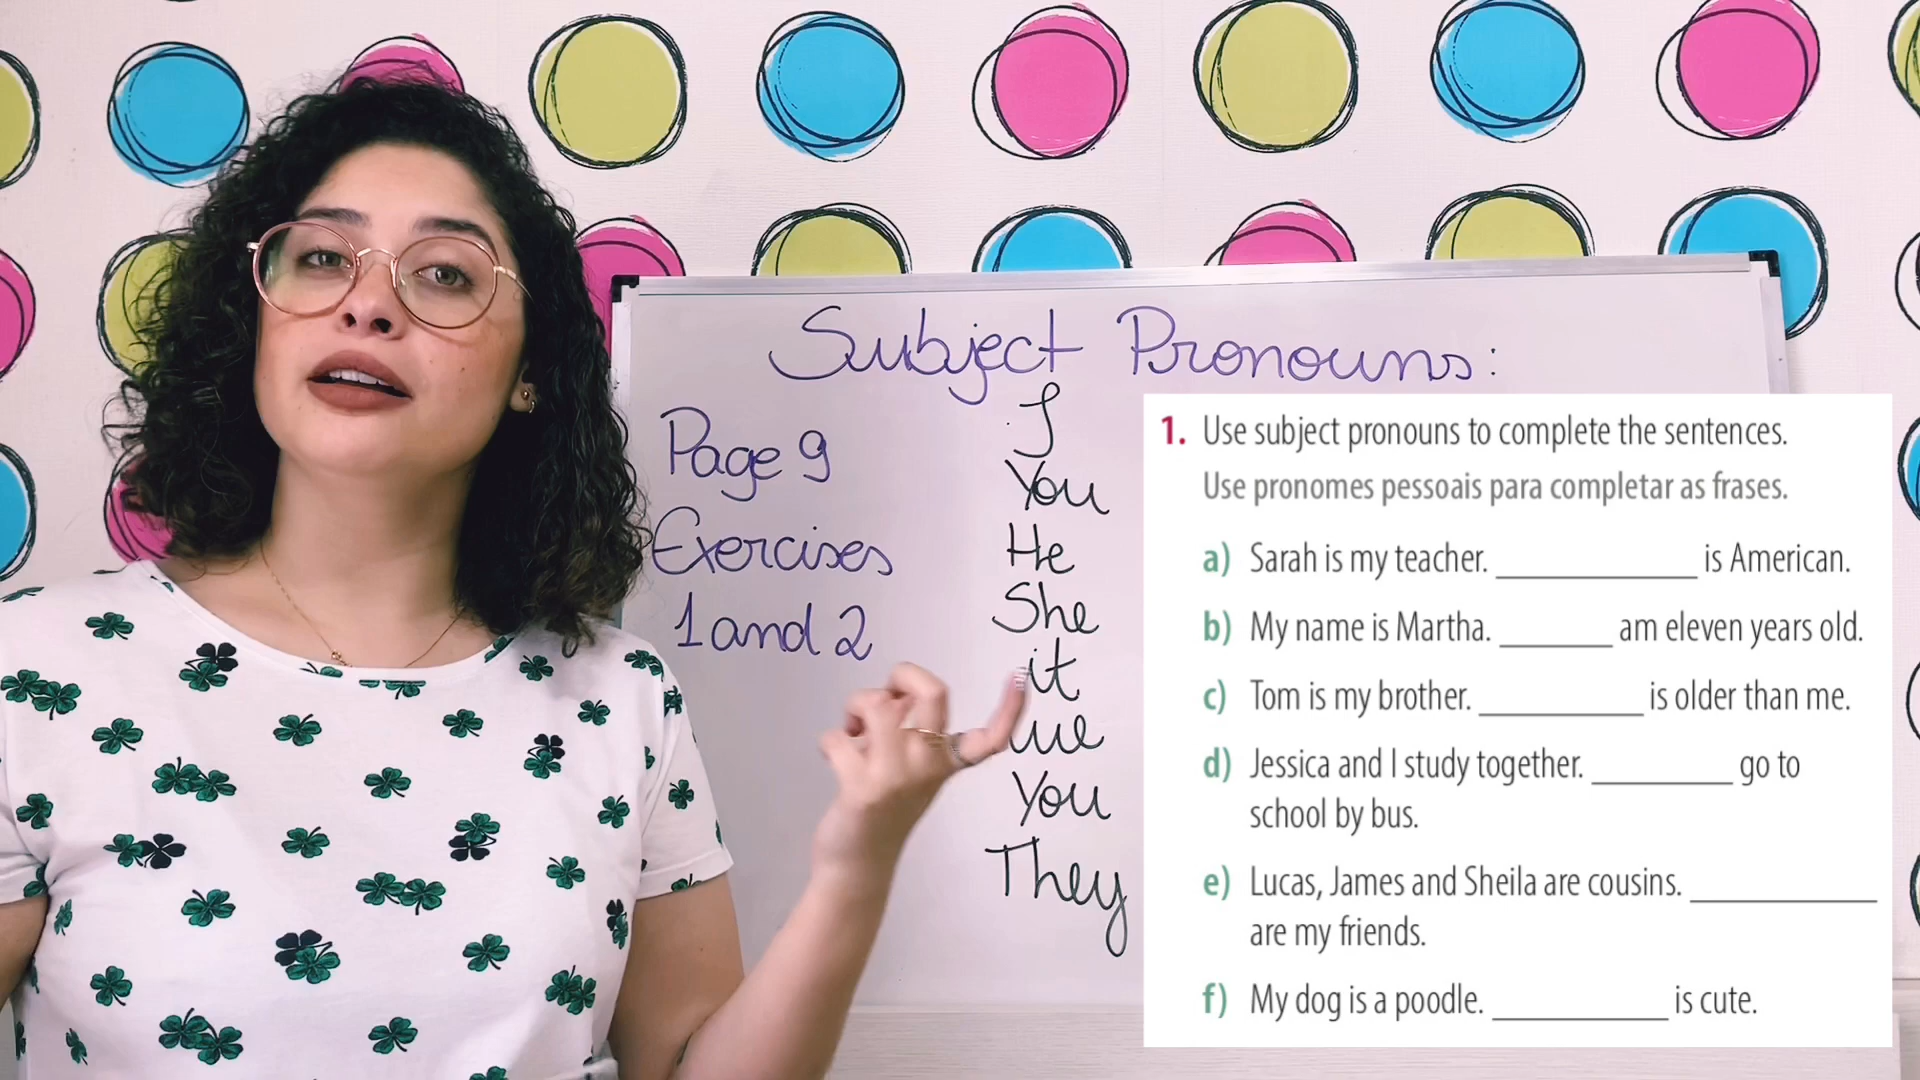 Subject Pronouns:
Page 9
Exercises
1 and 2
I
You
He
She
it
we
You
They
1. Use subject pronouns to complete the sentences.
Use pronomes pessoais para completar as frases.
a) Sarah is my teacher. ____________ is American.
b) My name is Martha. _______ am eleven years old.
c) Tom is my brother. __________ is older than me.
d) Jessica and I study together. _________ go to
school by bus.
e) Lucas, James and Sheila are cousins. ____________
are my friends.
f) My dog is a poodle. ___________ is cute.